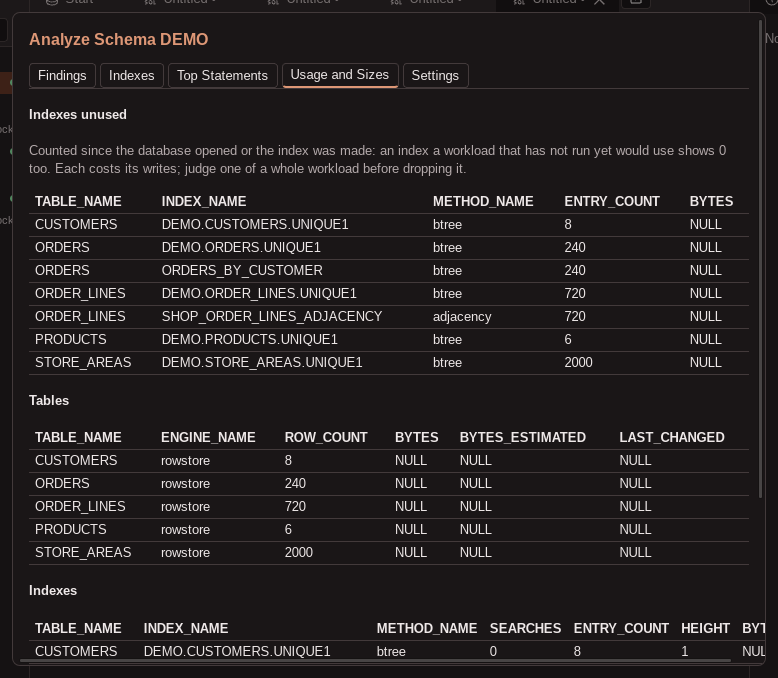 Start Untitled Untitled Untitled Untitled
Analyze Schema DEMO
Findings Indexes Top Statements Usage and Sizes Settings
Indexes unused
Counted since the database opened or the index was made: an index a workload that has not run yet would use shows 0
too. Each costs its writes; judge one of a whole workload before dropping it.
TABLE_NAME INDEX_NAME METHOD_NAME ENTRY_COUNT BYTES
CUSTOMERS DEMO.CUSTOMERS.UNIQUE1 btree 8 NULL
ORDERS DEMO.ORDERS.UNIQUE1 btree 240 NULL
ORDERS ORDERS_BY_CUSTOMER btree 240 NULL
ORDER_LINES DEMO.ORDER_LINES.UNIQUE1 btree 720 NULL
ORDER_LINES SHOP_ORDER_LINES_ADJACENCY adjacency 720 NULL
PRODUCTS DEMO.PRODUCTS.UNIQUE1 btree 6 NULL
STORE_AREAS DEMO.STORE_AREAS.UNIQUE1 btree 2000 NULL
Tables
TABLE_NAME ENGINE_NAME ROW_COUNT BYTES BYTES_ESTIMATED LAST_CHANGED
CUSTOMERS rowstore 8 NULL NULL NULL
ORDERS rowstore 240 NULL NULL NULL
ORDER_LINES rowstore 720 NULL NULL NULL
PRODUCTS rowstore 6 NULL NULL NULL
STORE_AREAS rowstore 2000 NULL NULL NULL
Indexes
TABLE_NAME INDEX_NAME METHOD_NAME SEARCHES ENTRY_COUNT HEIGHT BYT
CUSTOMERS DEMO.CUSTOMERS.UNIQUE1 btree 0 8 1 NUL